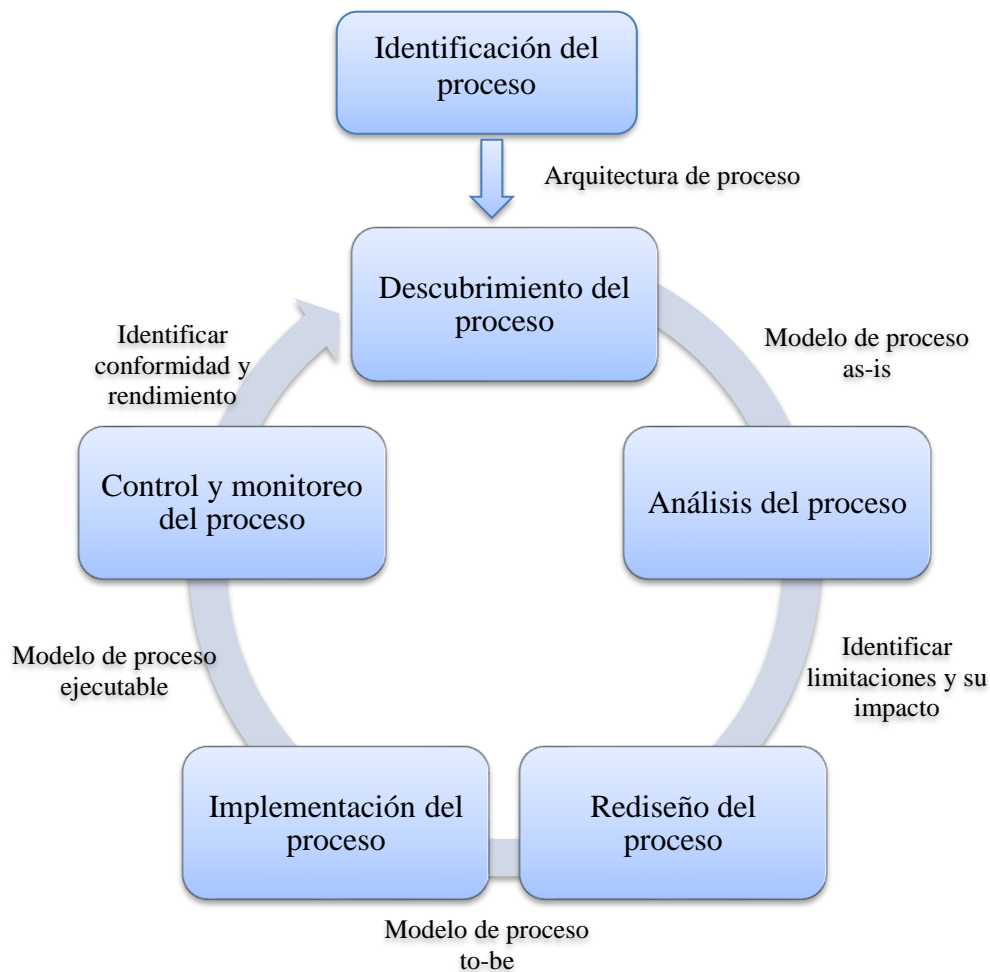 Identificación del
proceso
Arquitectura de proceso
Descubrimiento del
proceso
Modelo de proceso
as-is
Análisis del proceso
Identificar
limitaciones y su
impacto
Rediseño del
proceso
Modelo de proceso
to-be
Implementación del
proceso
Modelo de proceso
ejecutable
Control y monitoreo
del proceso
Identificar
conformidad y
rendimiento